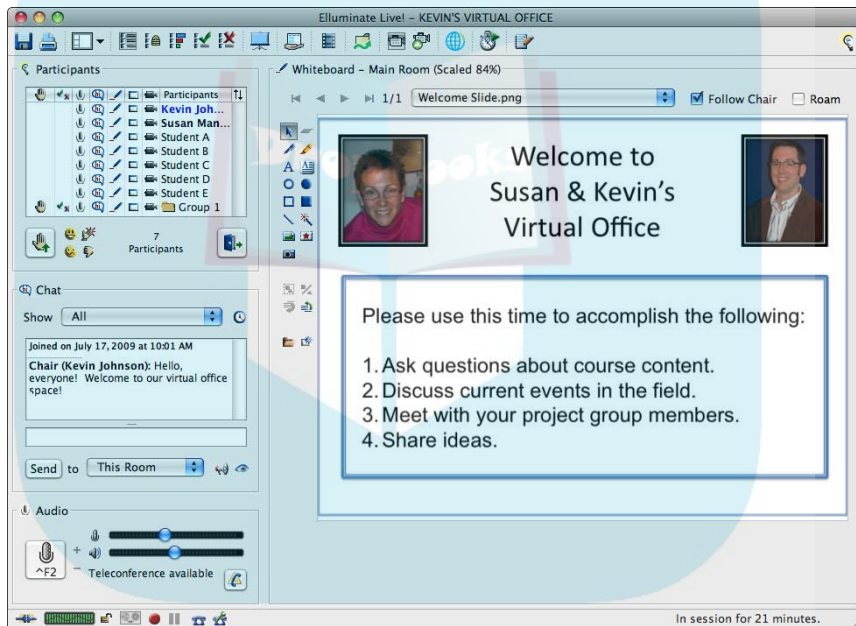 Elluminate Live! – KEVIN'S VIRTUAL OFFICE
Participants
Participants
Kevin Joh...
Susan Man...
Student A
Student B
Student C
Student D
Student E
Group 1
7
Participants
Chat
Show All
Joined on July 17, 2009 at 10:01 AM
Chair (Kevin Johnson): Hello,
everyone! Welcome to our virtual office
space!
Send to This Room
Audio
^F2
Teleconference available
Whiteboard – Main Room (Scaled 84%)
1/1 Welcome Slide.png Follow Chair Roam
Welcome to
Susan & Kevin's
Virtual Office
Please use this time to accomplish the following:
1. Ask questions about course content.
2. Discuss current events in the field.
3. Meet with your project group members.
4. Share ideas.
In session for 21 minutes.